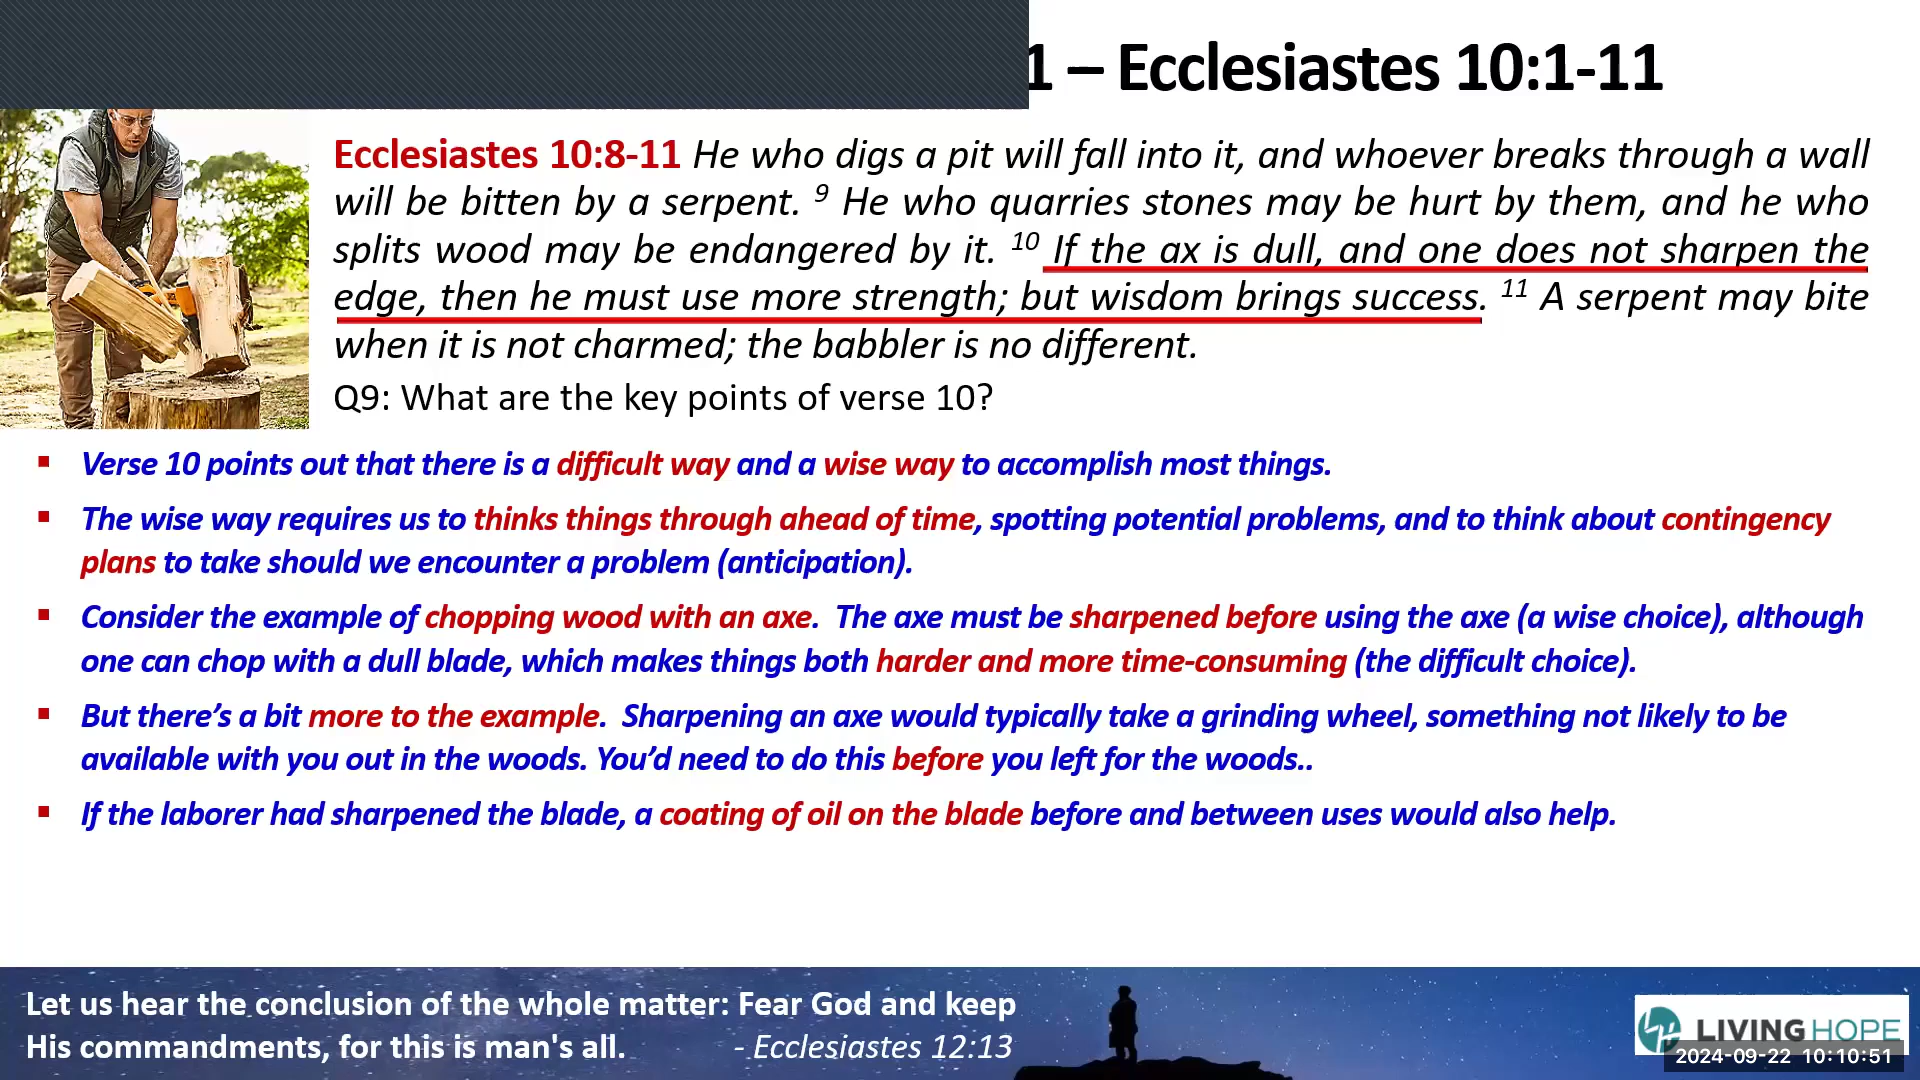 1 – Ecclesiastes 10:1-11
Ecclesiastes 10:8-11 He who digs a pit will fall into it, and whoever breaks through a wall
will be bitten by a serpent. 9 He who quarries stones may be hurt by them, and he who
splits wood may be endangered by it. 10 If the ax is dull, and one does not sharpen the
edge, then he must use more strength; but wisdom brings success. 11 A serpent may bite
when it is not charmed; the babbler is no different.
Q9: What are the key points of verse 10?
▪ Verse 10 points out that there is a difficult way and a wise way to accomplish most things.
▪ The wise way requires us to thinks things through ahead of time, spotting potential problems, and to think about contingency
plans to take should we encounter a problem (anticipation).
▪ Consider the example of chopping wood with an axe. The axe must be sharpened before using the axe (a wise choice), although
one can chop with a dull blade, which makes things both harder and more time-consuming (the difficult choice).
▪ But there’s a bit more to the example. Sharpening an axe would typically take a grinding wheel, something not likely to be
available with you out in the woods. You’d need to do this before you left for the woods..
▪ If the laborer had sharpened the blade, a coating of oil on the blade before and between uses would also help.
Let us hear the conclusion of the whole matter: Fear God and keep
His commandments, for this is man's all. - Ecclesiastes 12:13
LH LIVING HOPE
2024-09-22 10:10:51